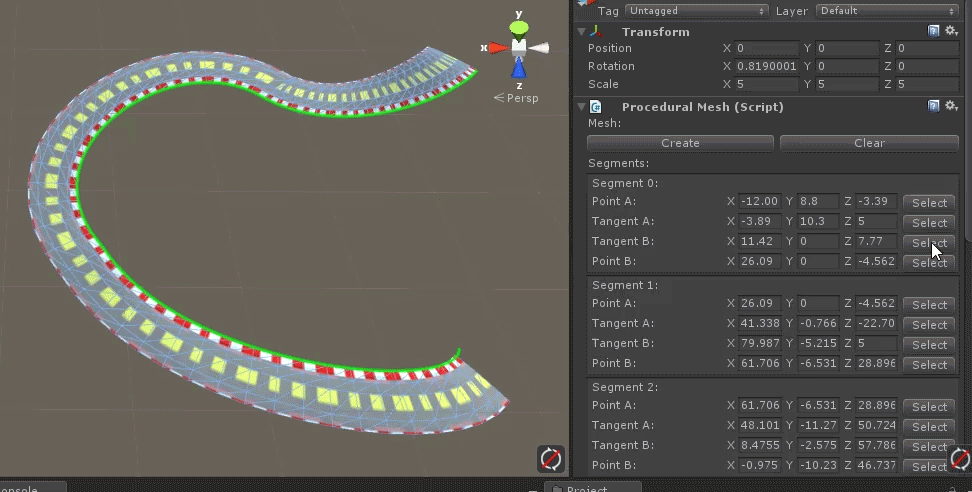 Tag Untagged Layer Default
Transform
Position X 0 Y 0 Z 0
Rotation X 0.8190001 Y 0 Z 0
Scale X 5 Y 5 Z 5
Procedural Mesh (Script)
Mesh:
Create Clear
Segments:
Segment 0:
Point A: X -12.00 Y 8.8 Z -3.39 Select
Tangent A: X -3.89 Y 10.3 Z 5 Select
Tangent B: X 11.42 Y 0 Z 7.77 Select
Point B: X 26.09 Y 0 Z -4.562 Select
Segment 1:
Point A: X 26.09 Y 0 Z -4.562 Select
Tangent A: X 41.338 Y -0.766 Z -22.70 Select
Tangent B: X 79.987 Y -5.215 Z 5 Select
Point B: X 61.706 Y -6.531 Z 28.896 Select
Segment 2:
Point A: X 61.706 Y -6.531 Z 28.896 Select
Tangent A: X 48.101 Y -11.27 Z 50.724 Select
Tangent B: X 8.4755 Y -2.575 Z 57.786 Select
Point B: X -0.975 Y -10.23 Z 46.737 Select
y
x
z
Persp
onsole
Project